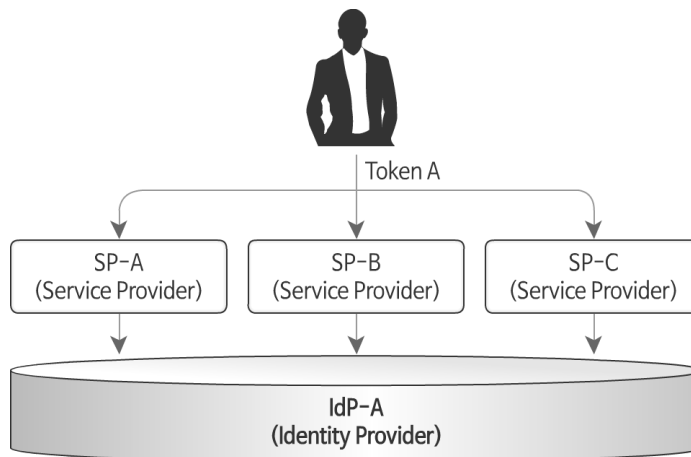 Token A
SP-A
(Service Provider)
SP-B
(Service Provider)
SP-C
(Service Provider)
IdP-A
(Identity Provider)